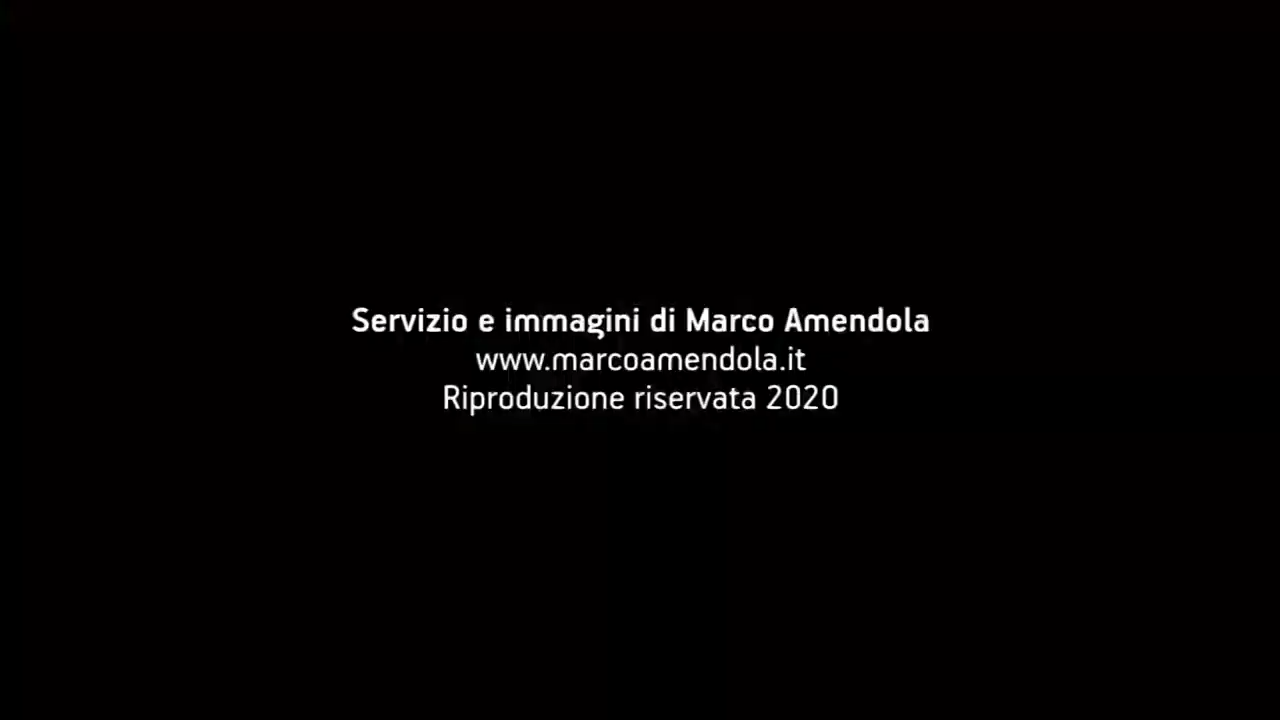 Servizio e immagini di Marco Amendola
www.marcoamendola.it
Riproduzione riservata 2020